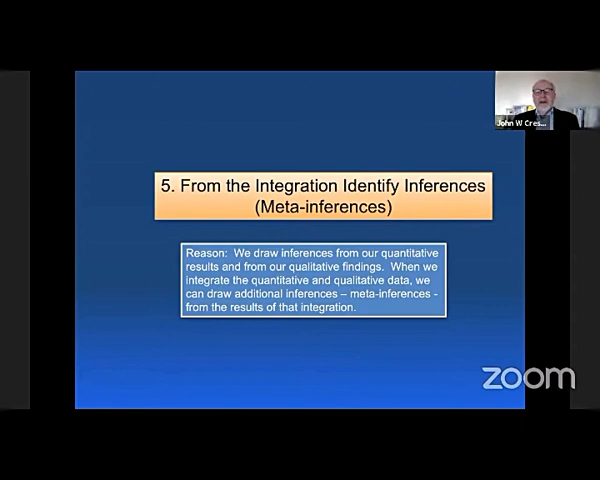 John W Cres...
5. From the Integration Identify Inferences
(Meta-inferences)
Reason: We draw inferences from our quantitative
results and from our qualitative findings. When we
integrate the quantitative and qualitative data, we
can draw additional inferences – meta-inferences -
from the results of that integration.
zoom